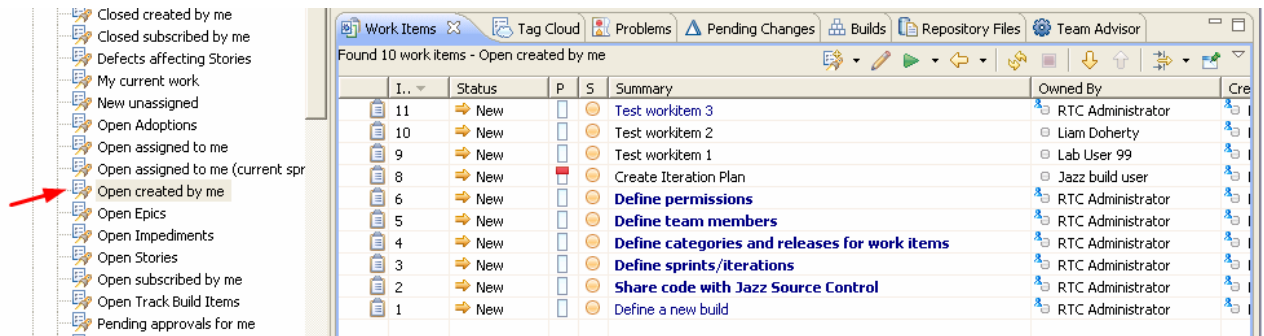 Closed created by me
Closed subscribed by me
Defects affecting Stories
My current work
New unassigned
Open Adoptions
Open assigned to me
Open assigned to me (current spr
Open created by me
Open Epics
Open Impediments
Open Stories
Open subscribed by me
Open Track Build Items
Pending approvals for me
Work Items Tag Cloud Problems Pending Changes Builds Repository Files Team Advisor
Found 10 work items - Open created by me
I.. Status P S Summary Owned By Cre
11 New Test workitem 3 RTC Administrator
10 New Test workitem 2 Liam Doherty
9 New Test workitem 1 Lab User 99
8 New Create Iteration Plan Jazz build user
6 New Define permissions RTC Administrator
5 New Define team members RTC Administrator
4 New Define categories and releases for work items RTC Administrator
3 New Define sprints/iterations RTC Administrator
2 New Share code with Jazz Source Control RTC Administrator
1 New Define a new build RTC Administrator